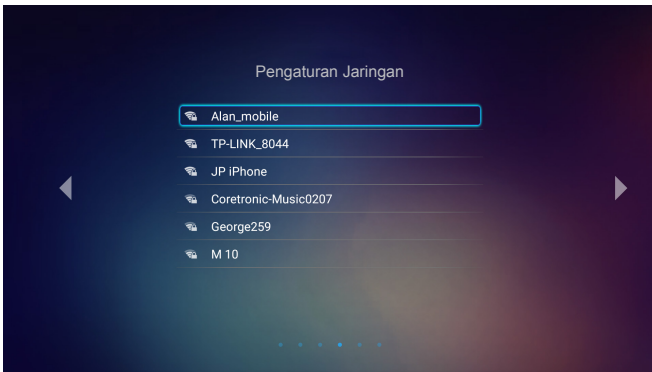 Pengaturan Jaringan
Alan_mobile
TP-LINK_8044
JP iPhone
Coretronic-Music0207
George259
M 10